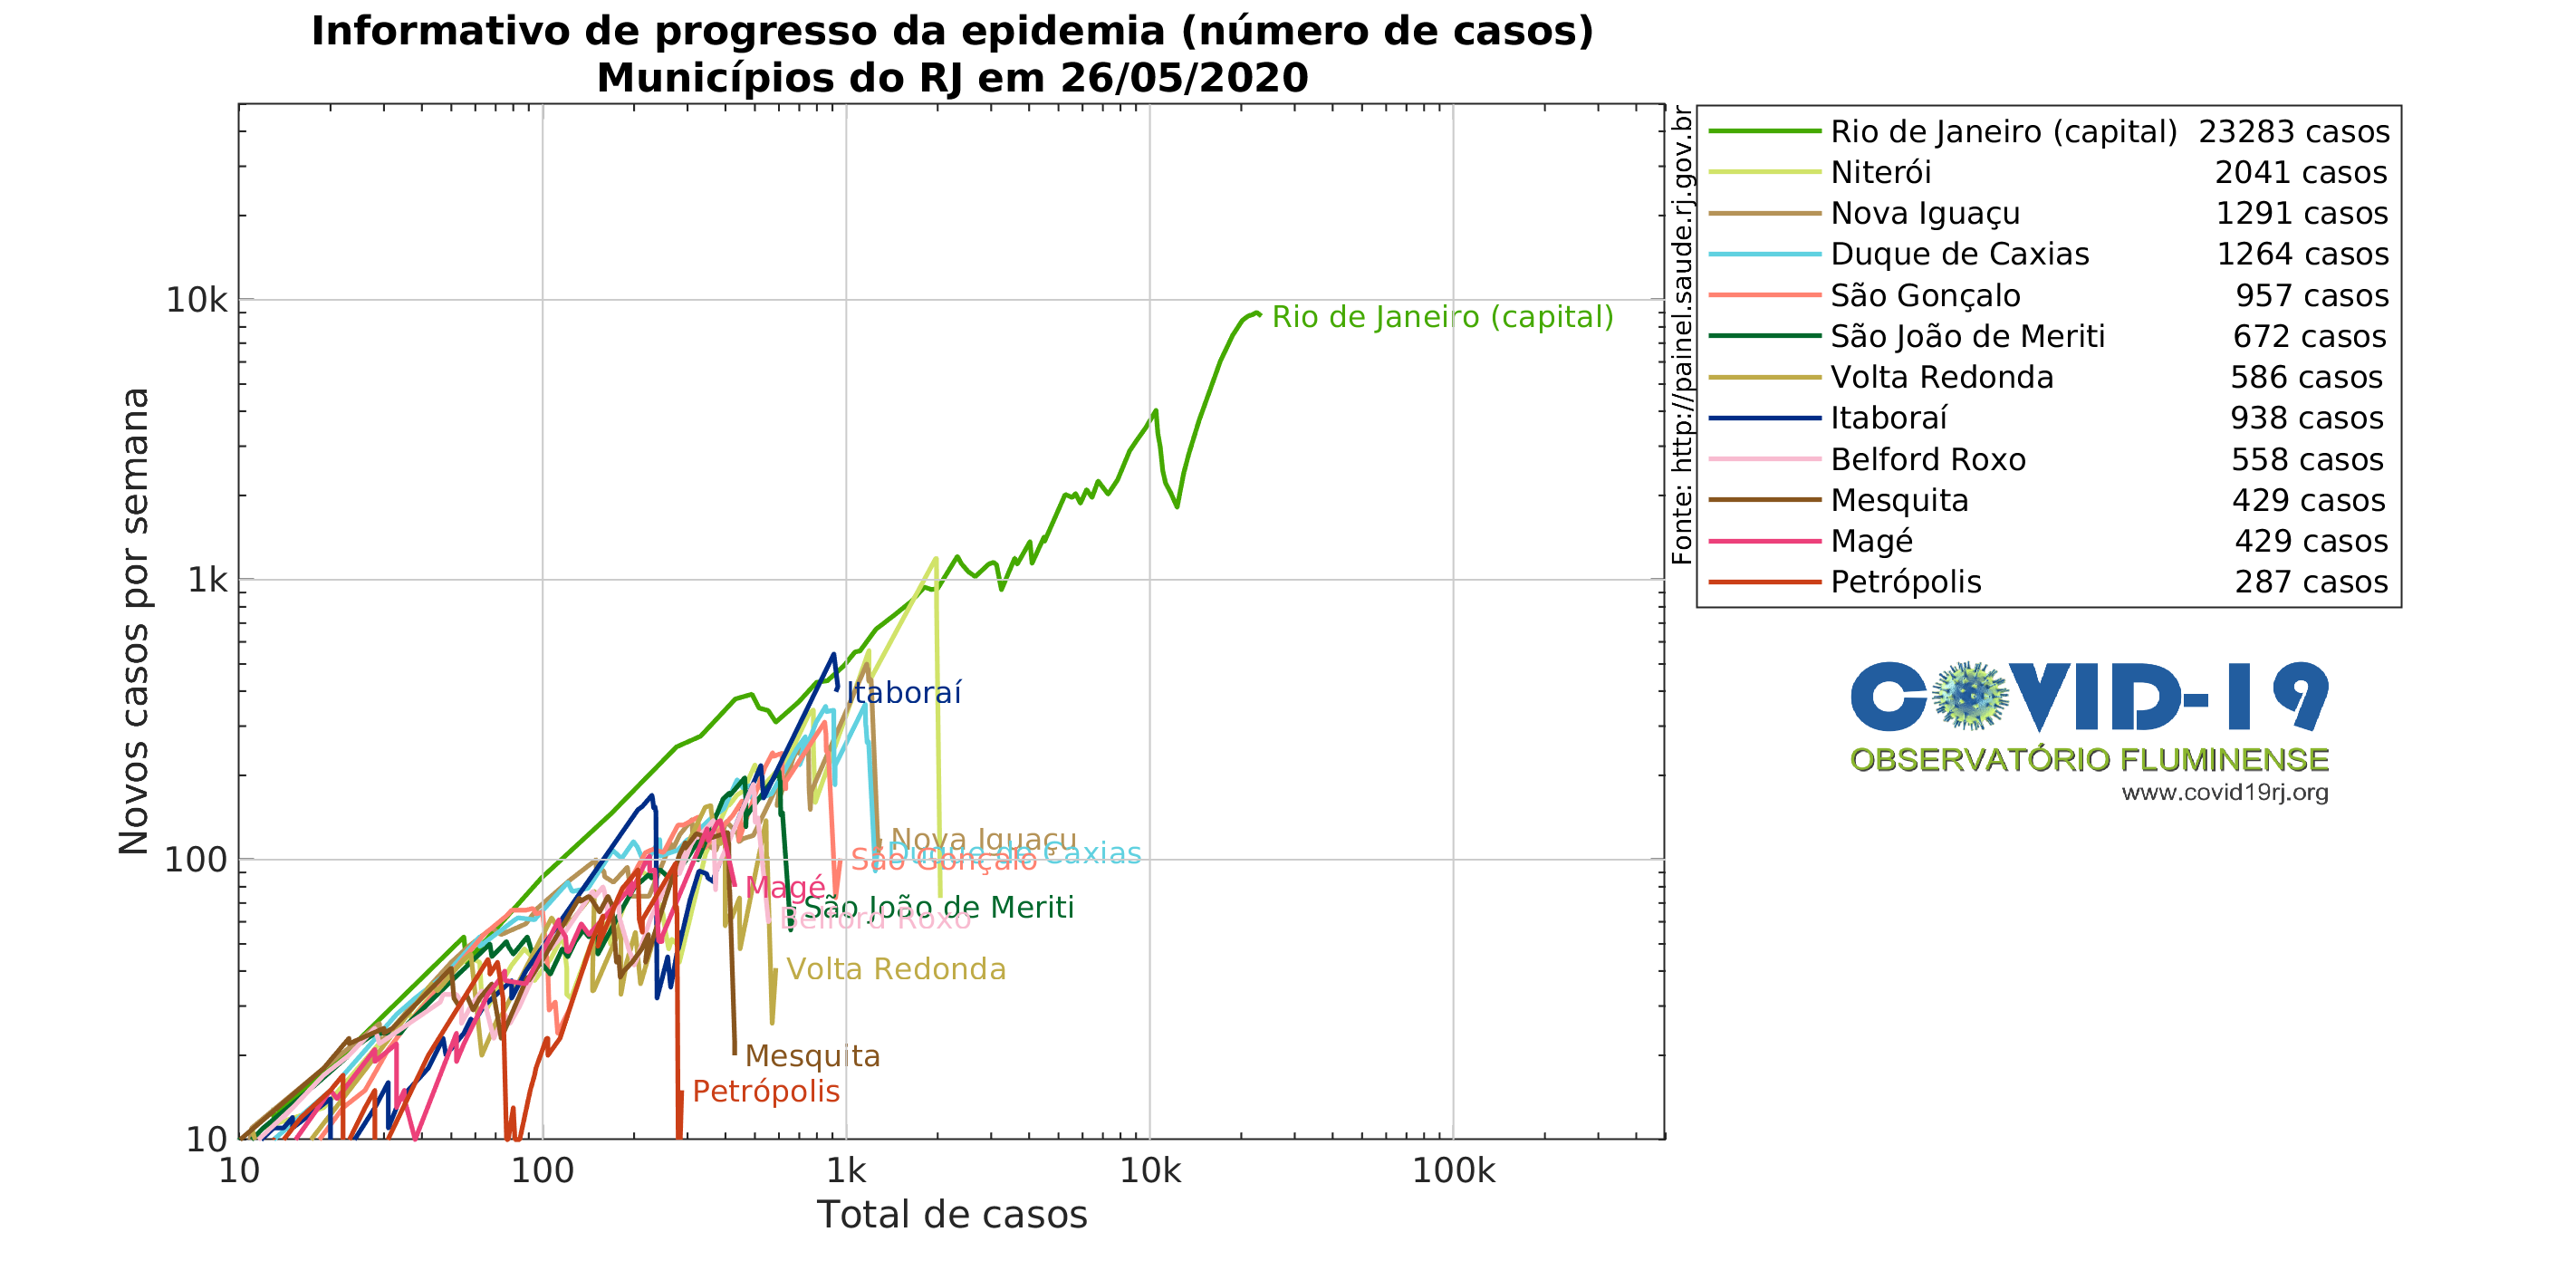 Informativo de progresso da epidemia (número de casos)
Municípios do RJ em 26/05/2020
Novos casos por semana
10k
1k
100
10
10 100 1k 10k 100k
Total de casos
Rio de Janeiro (capital)
Itaboraí
Nova Iguaçu
Duque de Caxias
São Gonçalo
Magé
São João de Meriti
Belford Roxo
Volta Redonda
Mesquita
Petrópolis
Fonte: http://painel.saude.rj.gov.br
Rio de Janeiro (capital) 23283 casos
Niterói 2041 casos
Nova Iguaçu 1291 casos
Duque de Caxias 1264 casos
São Gonçalo 957 casos
São João de Meriti 672 casos
Volta Redonda 586 casos
Itaboraí 938 casos
Belford Roxo 558 casos
Mesquita 429 casos
Magé 429 casos
Petrópolis 287 casos
COVID-19
OBSERVATÓRIO FLUMINENSE
www.covid19rj.org